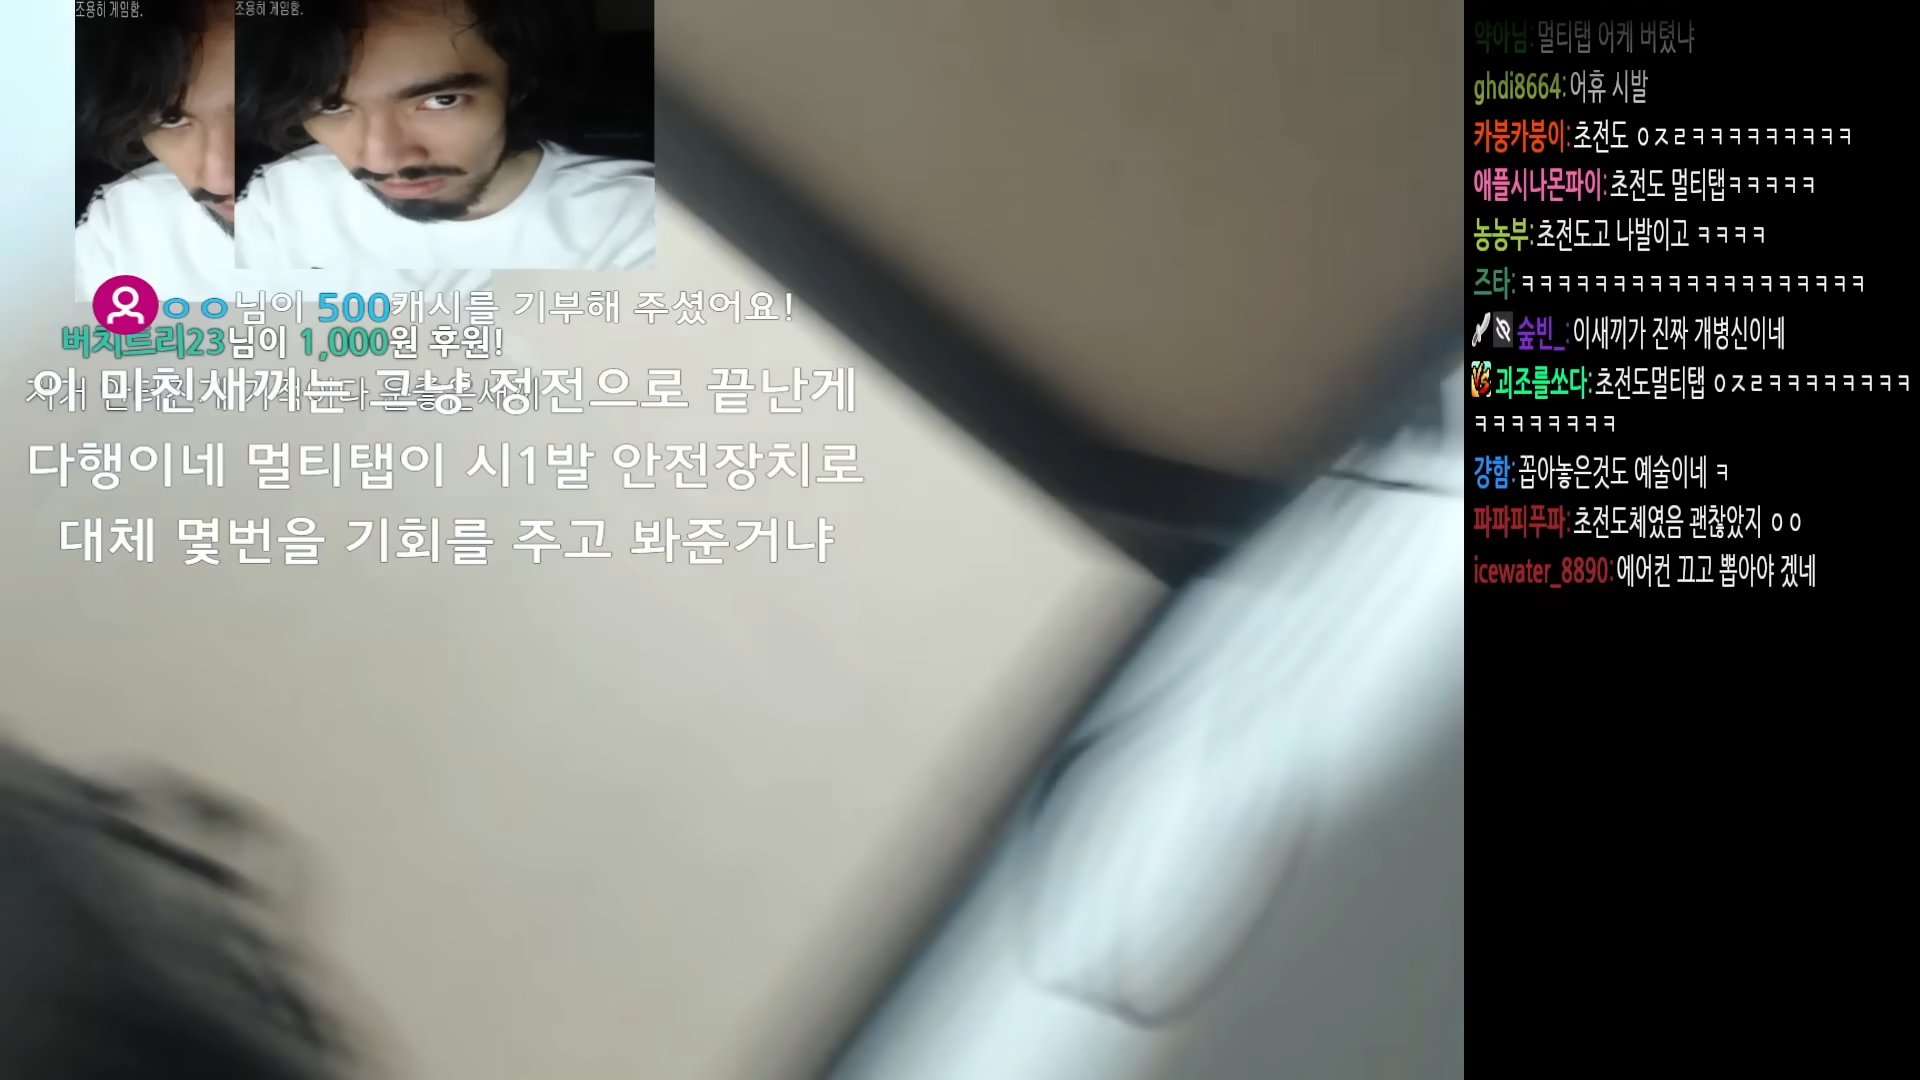 조용히 게임함.
조용히 게임함.
ㅇㅇ님이 500캐시를 기부해 주셨어요!
버치트리23님이 1,000원 후원!
이 미친새끼는 그냥 정전으로 끝난게
다행이네 멀티탭이 시1발 안전장치로
대체 몇번을 기회를 주고 봐준거냐
약아님:멀티탭 어케 버텼냐
ghdi8664:어휴 시발
카붕카붕이:초전도 ㅇㅈㄹㅋㅋㅋㅋㅋㅋㅋㅋㅋ
애플시나몬파이:초전도 멀티탭ㅋㅋㅋㅋㅋ
농농부:초전도고 나발이고 ㅋㅋㅋㅋ
즈타:ㅋㅋㅋㅋㅋㅋㅋㅋㅋㅋㅋㅋㅋㅋㅋㅋㅋㅋㅋ
숲빈_:이새끼가 진짜 개병신이네
괴조를쏘다:초전도멀티탭 ㅇㅈㄹㅋㅋㅋㅋㅋㅋㅋㅋ
ㅋㅋㅋㅋㅋㅋㅋㅋ
걍함:꼽아놓은것도 예술이네 ㅋ
파파피푸파:초전도체였음 괜찮았지 ㅇㅇ
icewater_8890:에어컨 끄고 뽑아야 겠네